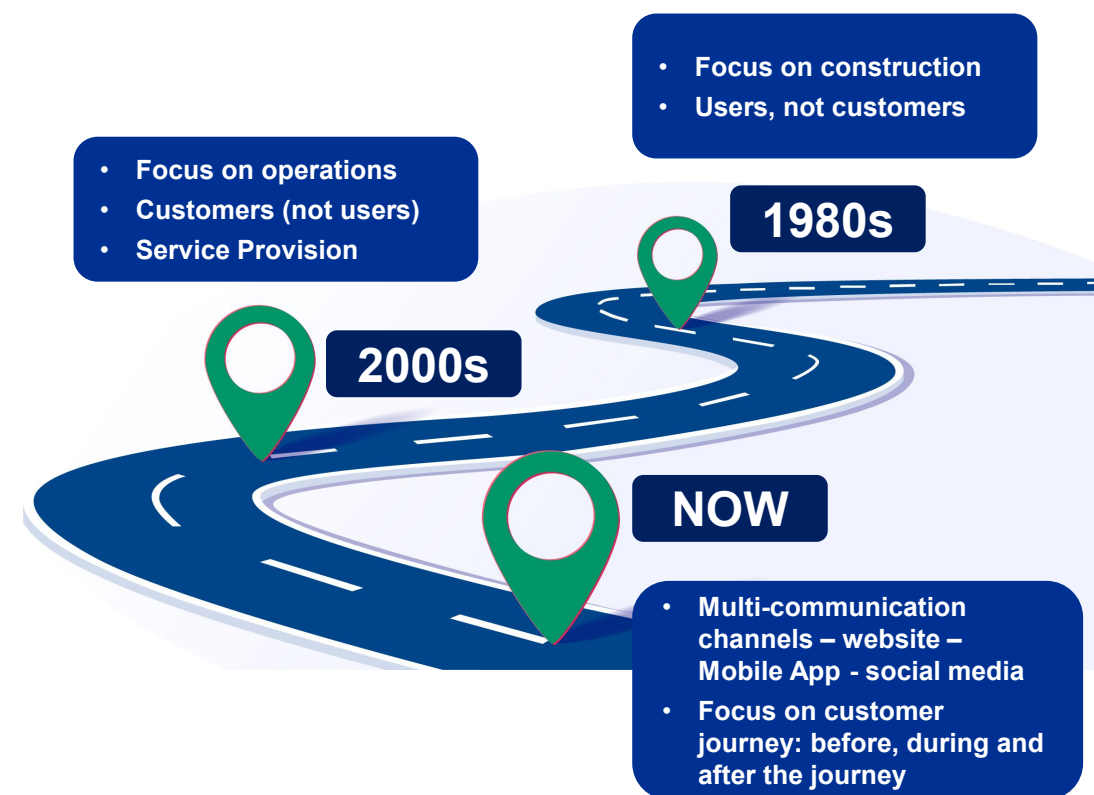 • Focus on construction
• Users, not customers
1980s
• Focus on operations
• Customers (not users)
• Service Provision
2000s
NOW
• Multi-communication
channels – website –
Mobile App - social media
• Focus on customer
journey: before, during and
after the journey